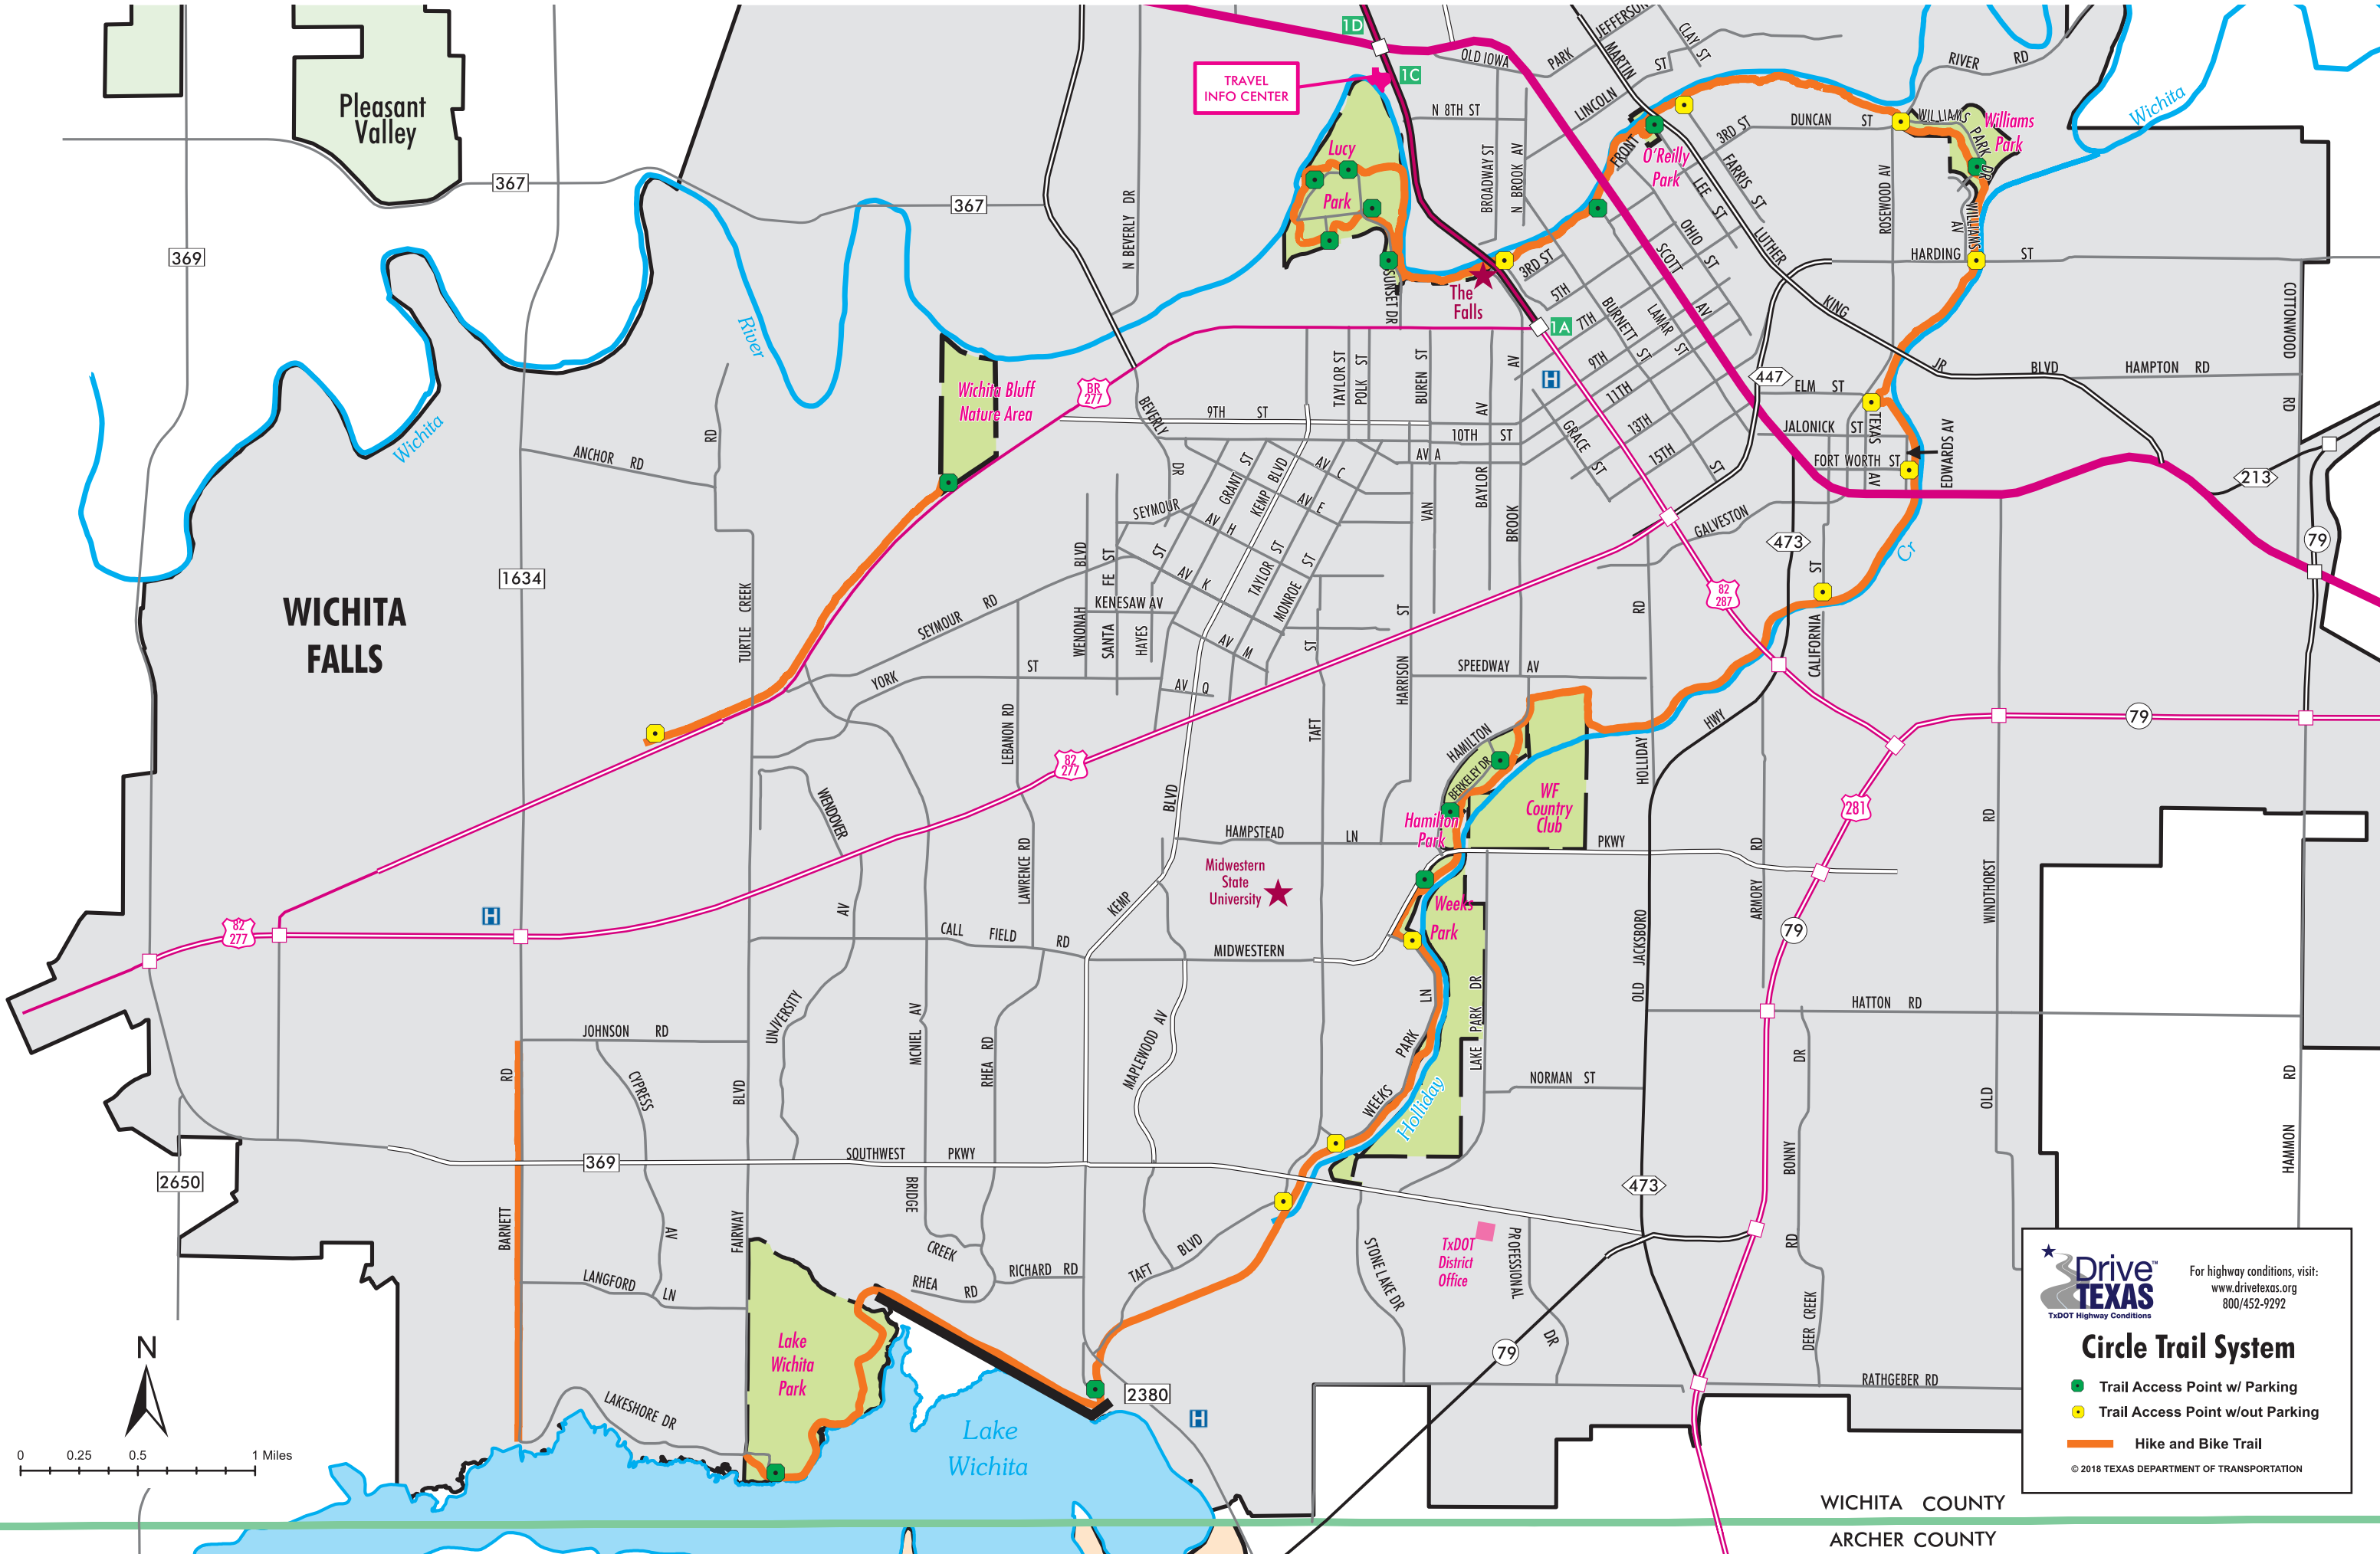 1D
JEFFERSON
CLAY ST
MARTIN
OLD IOWA
PARK
ST
RIVER RD
TRAVEL
INFO CENTER
1C
LINCOLN
N 8TH ST
Wichita
Pleasant
Valley
3RD ST
DUNCAN ST
WILLIAMS
PARK
DR
Williams
Park
Lucy
Park
FRONT
O'Reilly
Park
LEE ST
FARRIS ST
367
367
BROADWAY ST
N BROOK AV
N BEVERLY DR
ROSEWOOD AV
WILLIAMS
AV
OHIO ST
LUTHER
SCOTT
AV
HARDING ST
369
3RD ST
5TH
7TH
9TH
11TH
13TH
15TH
SUNSET DR
The
Falls
BURNETT ST
LAMAR ST
KING
JR
BLVD
HAMPTON RD
COTTONWOOD RD
River
1A
H
TAYLOR ST
POLK ST
VAN
BUREN ST
BROOK
AV
447
ELM ST
Wichita Bluff
Nature Area
BR
277
BEVERLY
DR
9TH ST
10TH ST
BAYLOR
AV
GRACE ST
ST
JALONICK ST
TEXAS
AV
EDWARDS AV
FORT WORTH ST
Wichita
ANCHOR RD
RD
AV A
AV C
AV E
AV H
AV K
AV M
AV Q
GRANT ST
KEMP BLVD
TAYLOR ST
MONROE ST
SEYMOUR
213
473
GALVESTON
Cr
79
1634
WICHITA
FALLS
TURTLE CREEK
SEYMOUR RD
WENONAH BLVD
SANTA FE ST
KENESAW AV
HAYES
ST
82
287
CALIFORNIA ST
YORK ST
TAFT
ST
HARRISON ST
SPEEDWAY AV
HWY
79
LEBANON RD
82
277
HAMILTON
BERKELEY DR
HOLLIDAY
RD
WENDOVER
AV
BLVD
WF
Country
Club
Hamilton
Park
281
HAMPSTEAD LN
PKWY
LAWRENCE RD
Midwestern
State
University
ARMORY RD
OLD WINDTHORST RD
KEMP
Weeks
Park
82
277
H
79
CALL FIELD RD
MIDWESTERN
OLD JACKSBORO
UNIVERSITY
MCNIEL AV
RHEA RD
MAPLEWOOD AV
WEEKS PARK LN
LAKE PARK DR
HATTON RD
JOHNSON RD
BARNETT RD
CYPRESS
AV
FAIRWAY
BLVD
Holliday
NORMAN ST
BONNY
DR
HAMMON RD
2650
369
SOUTHWEST PKWY
473
BRIDGE
CREEK
TxDOT
District
Office
PROFESSIONAL
DR
RD
LANGFORD LN
RHEA RD
RICHARD RD
TAFT BLVD
STONE LAKE DR
DEER CREEK
79
Lake
Wichita
Park
RATHGEBER RD
LAKESHORE DR
2380
H
Lake
Wichita
N
0 0.25 0.5 1 Miles
Drive
TEXAS
™
TxDOT Highway Conditions
For highway conditions, visit:
www.drivetexas.org
800/452-9292
Circle Trail System
Trail Access Point w/ Parking
Trail Access Point w/out Parking
Hike and Bike Trail
© 2018 TEXAS DEPARTMENT OF TRANSPORTATION
WICHITA COUNTY
ARCHER COUNTY